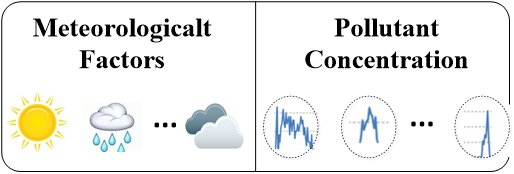 Meteorologicalt
Factors
...
Pollutant
Concentration
...